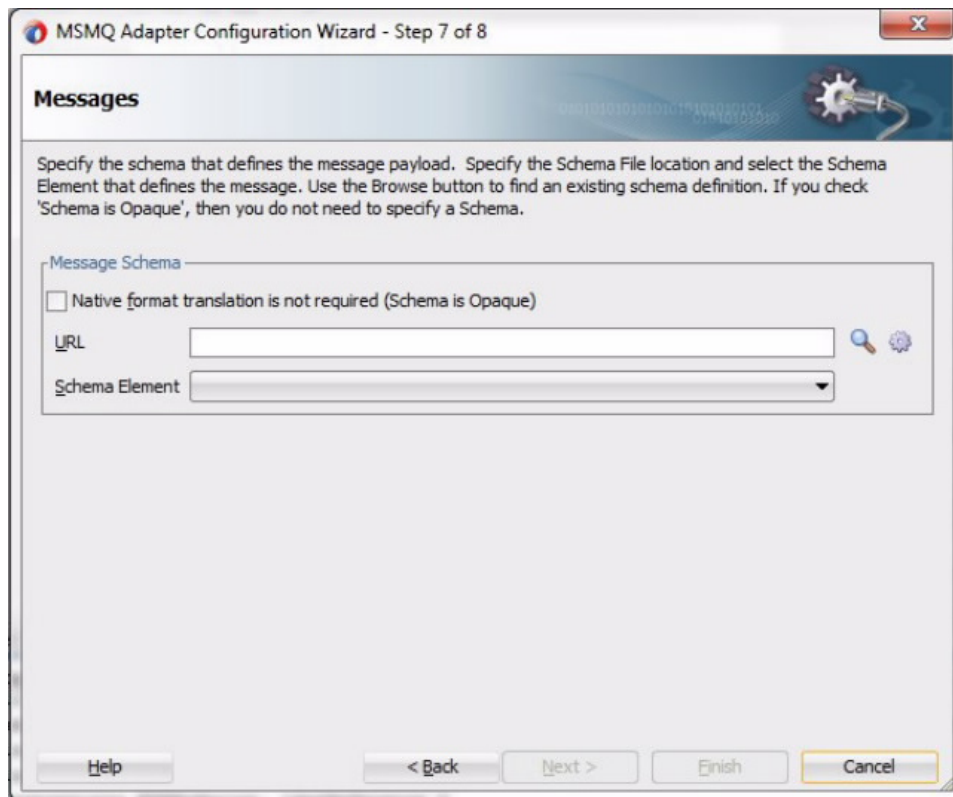 MSMQ Adapter Configuration Wizard - Step 7 of 8
Messages
Specify the schema that defines the message payload.  Specify the Schema File location and select the Schema
Element that defines the message. Use the Browse button to find an existing schema definition. If you check
'Schema is Opaque', then you do not need to specify a Schema.
Message Schema
Native format translation is not required (Schema is Opaque)
URL
Schema Element
Help
< Back
Next >
Finish
Cancel